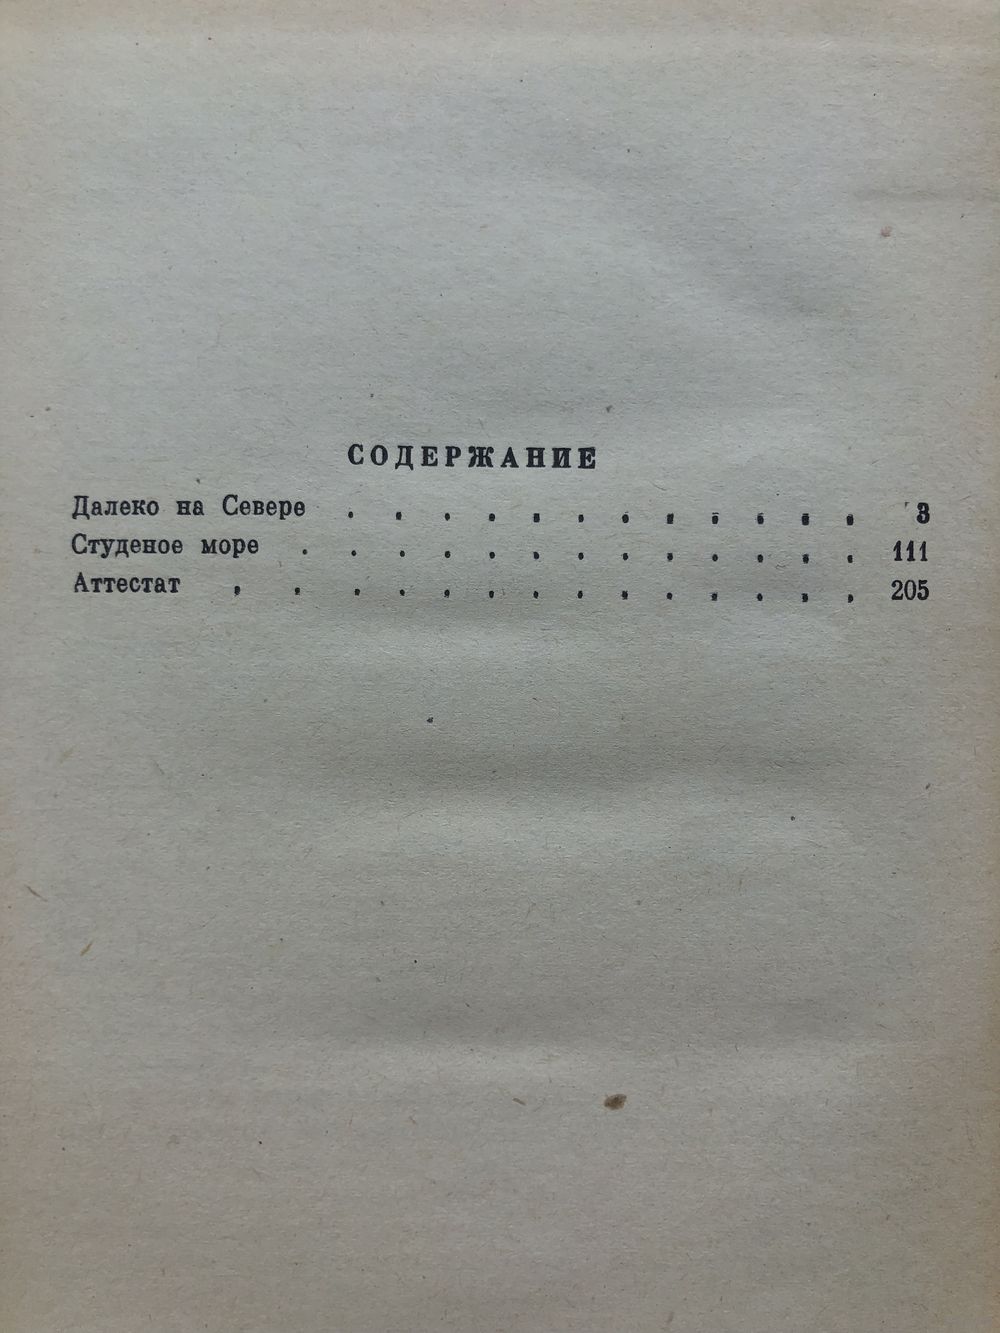 СОДЕРЖАНИЕ
Далеко на Севере . . . . . . . . . . . . 3
Студеное море . . . . . . . . . . . . . 111
Аттестат . . . . . . . . . . . . . . 205